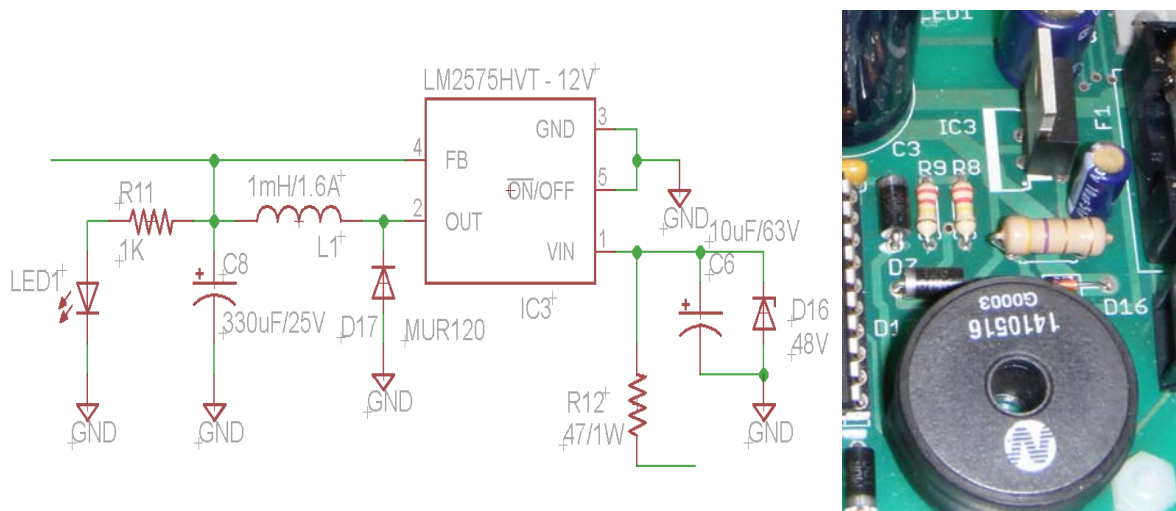 LM2575HVT - 12V
4
FB
GND
3
ON/OFF
5
2
OUT
VIN
1
IC3
R11
1K
1mH/1.6A
L1
LED1
C8
330uF/25V
D17
MUR120
GND
GND
GND
GND
10uF/63V
C6
D16
48V
R12
47/1W
GND
LED1
IC3
F1
C3
R9 R8
D7
D16
D1
1410516
G0003
N